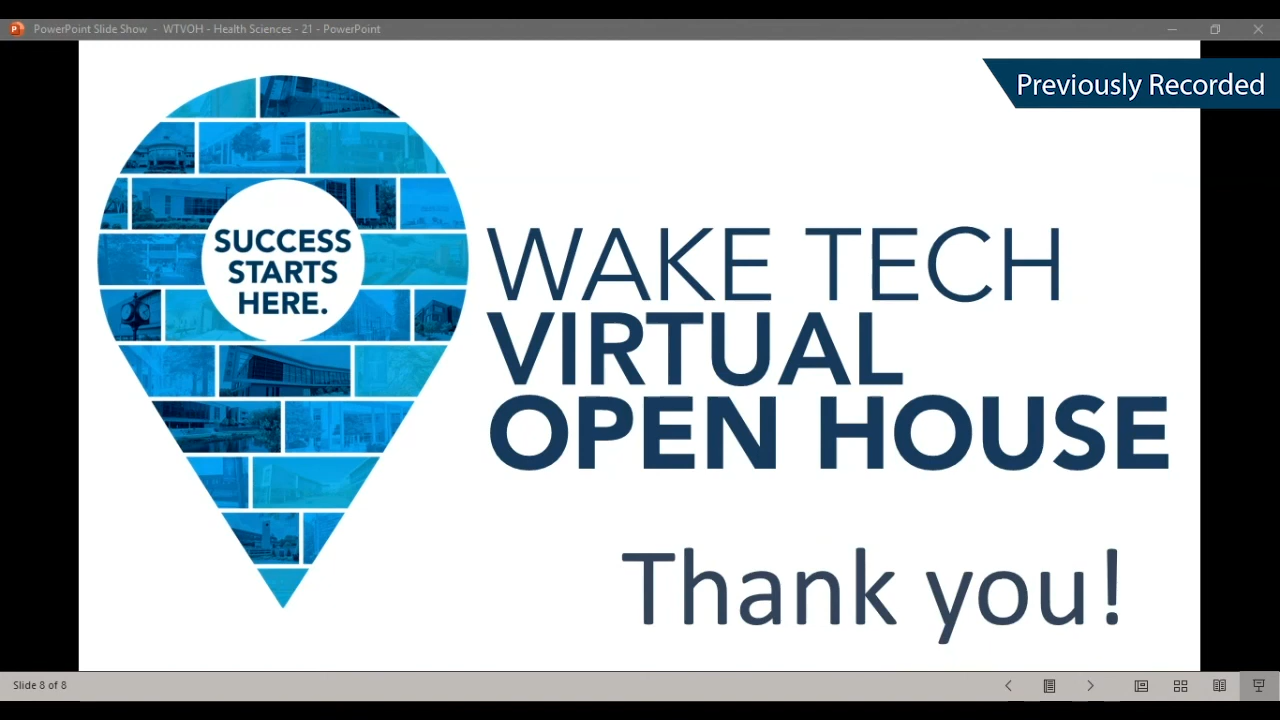 PowerPoint Slide Show - WTVOH - Health Sciences - 21 - PowerPoint
Previously Recorded
SUCCESS
STARTS
HERE.
WAKE TECH
VIRTUAL
OPEN HOUSE
Thank you!
Slide 8 of 8